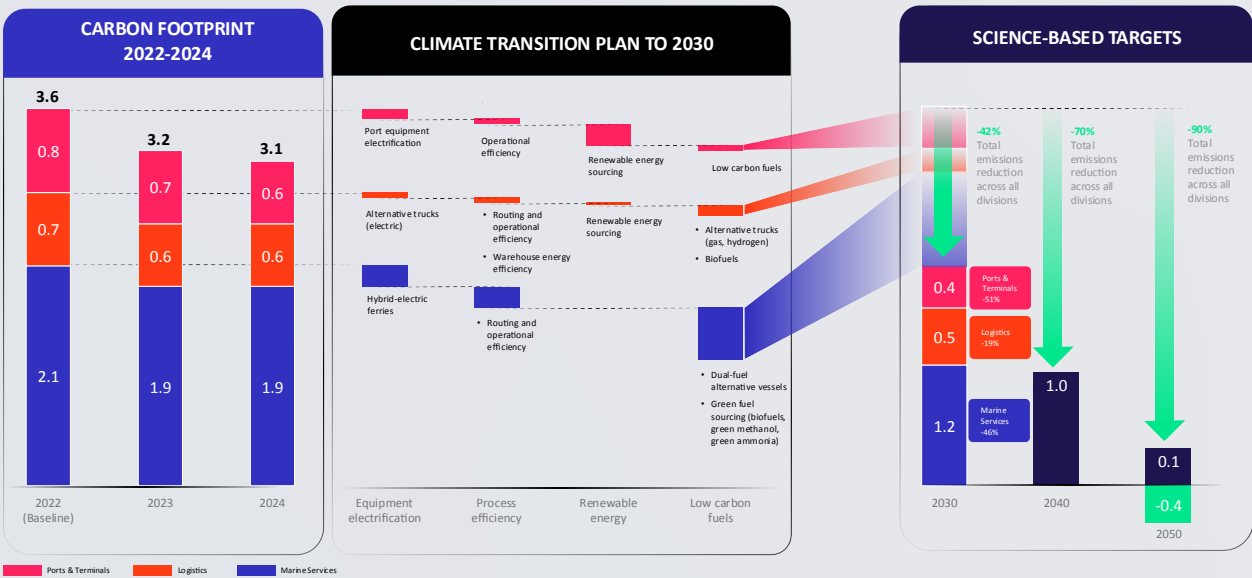 CARBON FOOTPRINT
2022-2024
3.6
0.8
0.7
2.1
3.2
0.7
0.6
1.9
3.1
0.6
0.6
1.9
2022
(Baseline)
2023
2024
CLIMATE TRANSITION PLAN TO 2030
Port equipment
electrification
Operational
efficiency
Renewable energy
sourcing
Low carbon fuels
Alternative trucks
(electric)
• Routing and
operational
efficiency
• Warehouse energy
efficiency
Renewable energy
sourcing
• Alternative trucks
(gas, hydrogen)
• Biofuels
Hybrid-electric
ferries
• Routing and
operational
efficiency
• Dual-fuel
alternative vessels
• Green fuel
sourcing (biofuels,
green methanol,
green ammonia)
Equipment
electrification
Process
efficiency
Renewable
energy
Low carbon
fuels
SCIENCE-BASED TARGETS
-42%
Total
emissions
reduction
across all
divisions
-70%
Total
emissions
reduction
across all
divisions
-90%
Total
emissions
reduction
across all
divisions
0.4
Ports &
Terminals
-51%
0.5
Logistics
-19%
1.2
Marine
Services
-46%
1.0
0.1
-0.4
2030
2040
2050
Ports & Terminals
Logistics
Marine Services